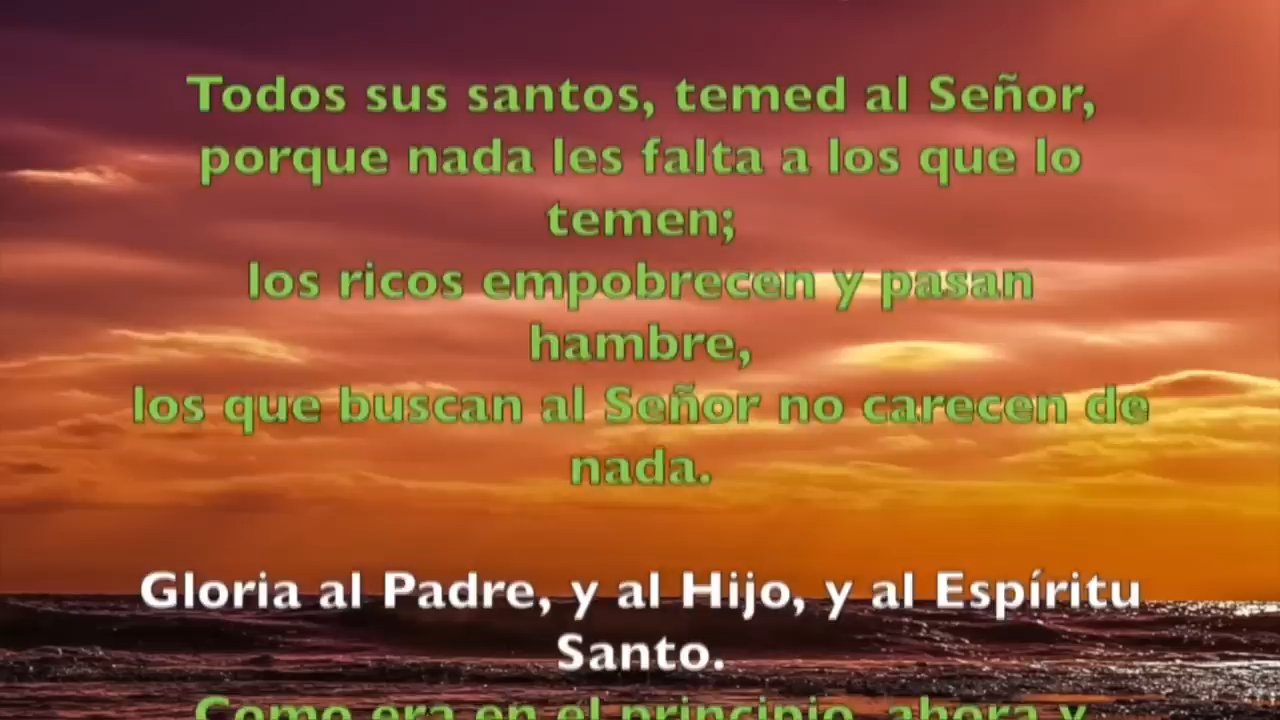 Todos sus santos, temed al Señor,
porque nada les falta a los que lo
temen;
los ricos empobrecen y pasan
hambre,
los que buscan al Señor no carecen de
nada.
Gloria al Padre, y al Hijo, y al Espíritu
Santo.
Como era en el principio, ahora y